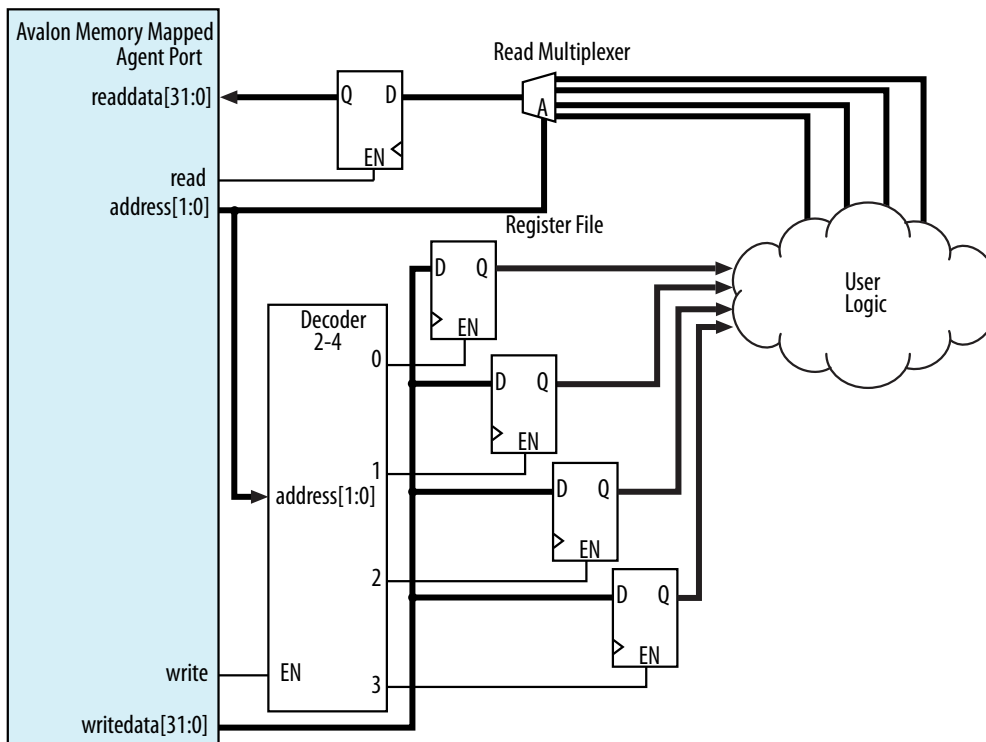 Avalon Memory Mapped
Agent Port
Read Multiplexer
readdata[31:0]
Q D
A
EN
read
address[1:0]
Register File
D Q
EN
User
Logic
Decoder
2-4
0
D Q
EN
1
address[1:0]
D Q
EN
2
D Q
EN
write
EN
3
writedata[31:0]